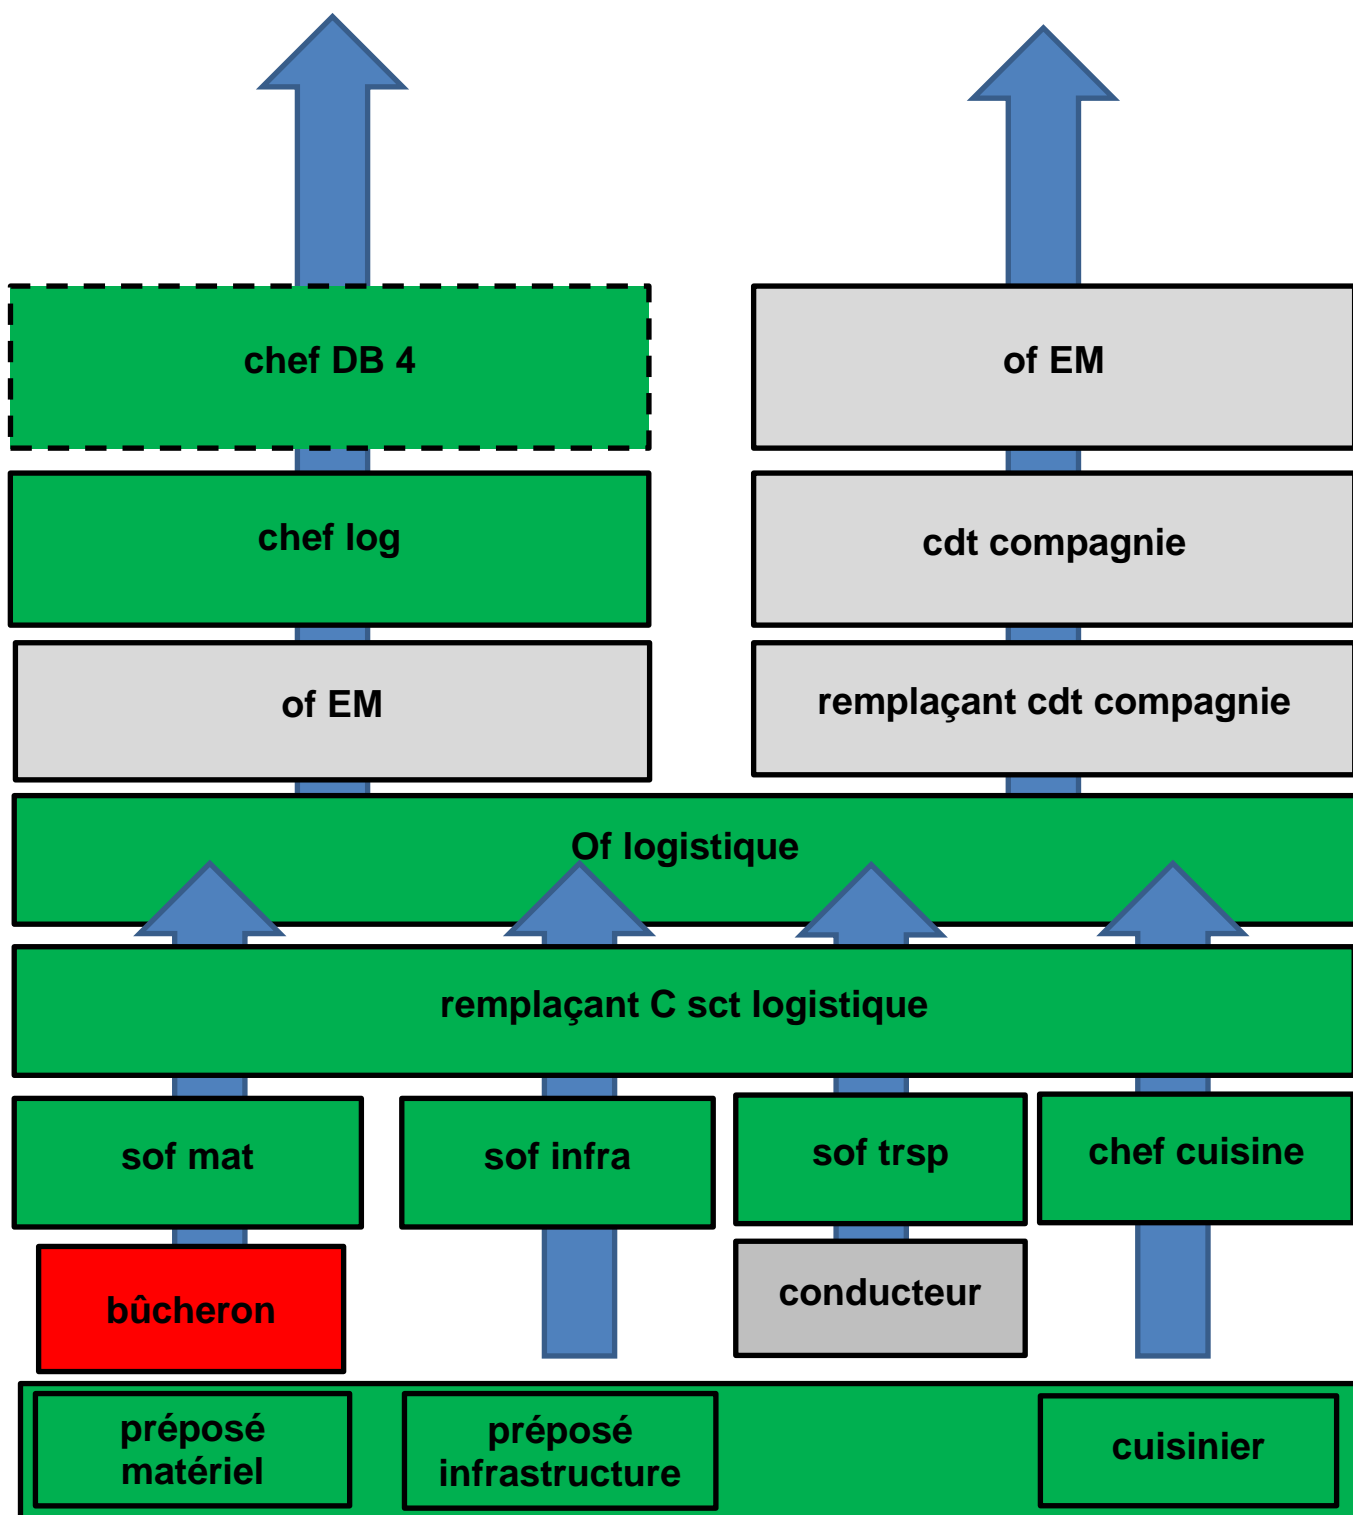 chef DB 4
of EM
chef log
cdt compagnie
of EM
remplaçant cdt compagnie
Of logistique
remplaçant C sct logistique
sof mat
sof infra
sof trsp
chef cuisine
bûcheron
conducteur
préposé
matériel
préposé
infrastructure
cuisinier